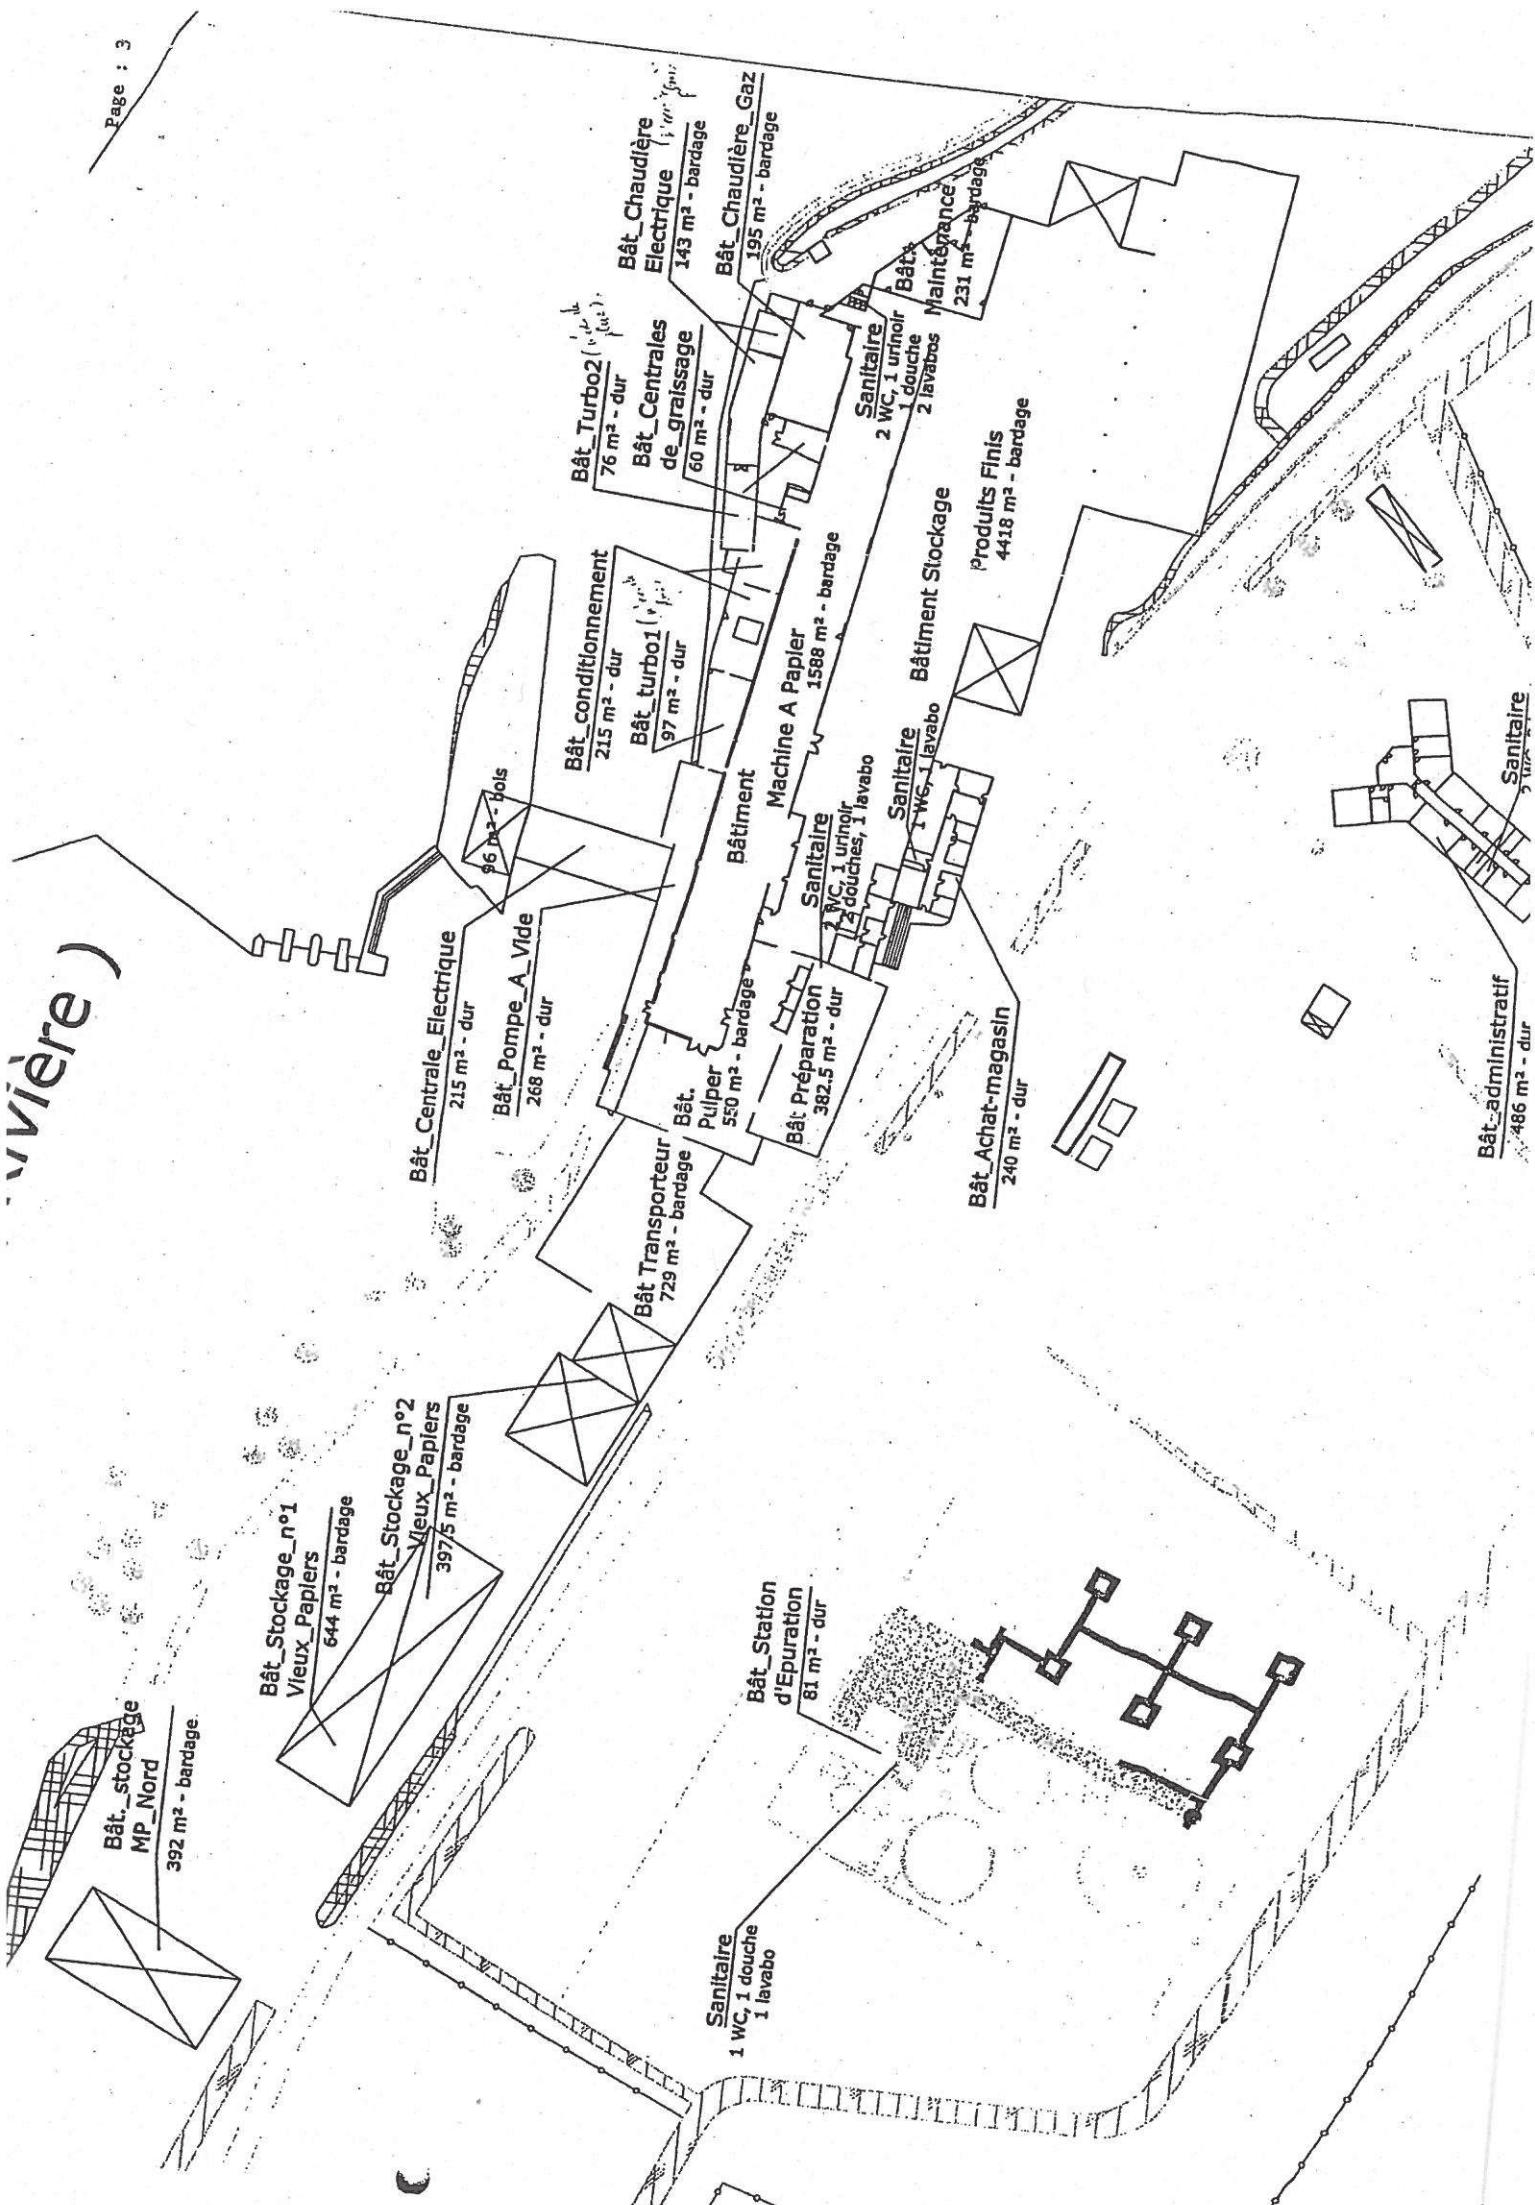 Page : 3
Bât._stockage
MP_Nord
392 m² - bardage
Bât_Stockage_n°1
Vieux_Papiers
644 m² - bardage
Bât_Stockage_n°2
Vieux_Papiers
397.5 m² - bardage
Bât_Centrale_Electrique
215 m² - dur
Bât_Pompe_A_Vide
268 m² - dur
96 m² - bois
Bât_conditionnement
215 m² - dur
Bât_turbo1
97 m² - dur
Bât_Turbo2
76 m² - dur
Bât_Centrales
de_graissage
60 m² - dur
Bât_Chaudière
Electrique
143 m² - bardage
Bât_Chaudière_Gaz
195 m² - bardage
Bât Transporteur
729 m² - bardage
Bât.
Pulper
550 m² - bardage
Bât Préparation
382.5 m² - dur
Bâtiment
Machine A Papier
1588 m² - bardage
Sanitaire
2 WC, 1 urinoir
2 douches, 1 lavabo
Sanitaire
1 WC, 1 lavabo
Sanitaire
2 WC, 1 urinoir
1 douche
2 lavabos
Bât.
Maintenance
231 m² - bardage
Bâtiment Stockage
Produits Finis
4418 m² - bardage
Bât_Achat-magasin
240 m² - dur
Bât_Station
d'Epuration
81 m² - dur
Sanitaire
1 WC, 1 douche
1 lavabo
Bât_administratif
486 m² - dur
Sanitaire